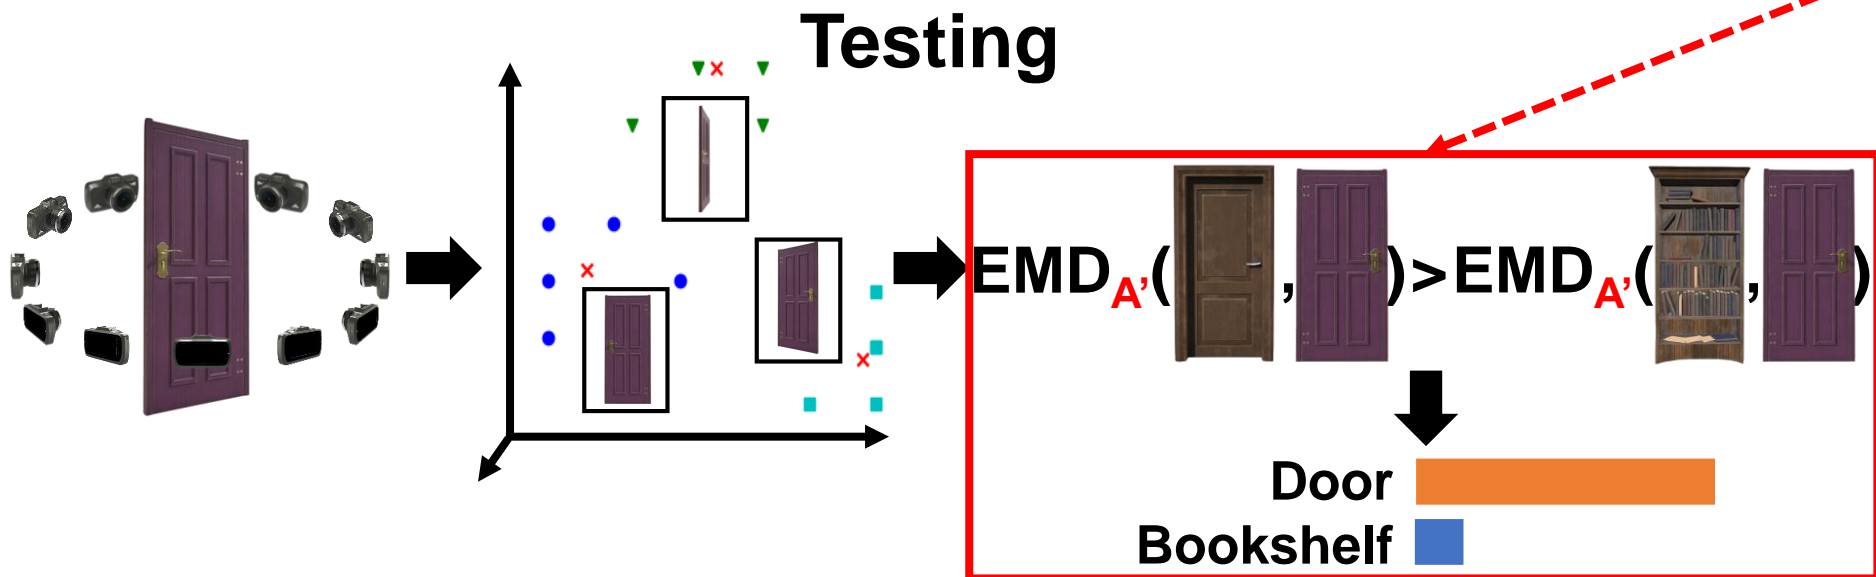 Testing
EMDA’( , ) > EMDA’( , )
Door
Bookshelf